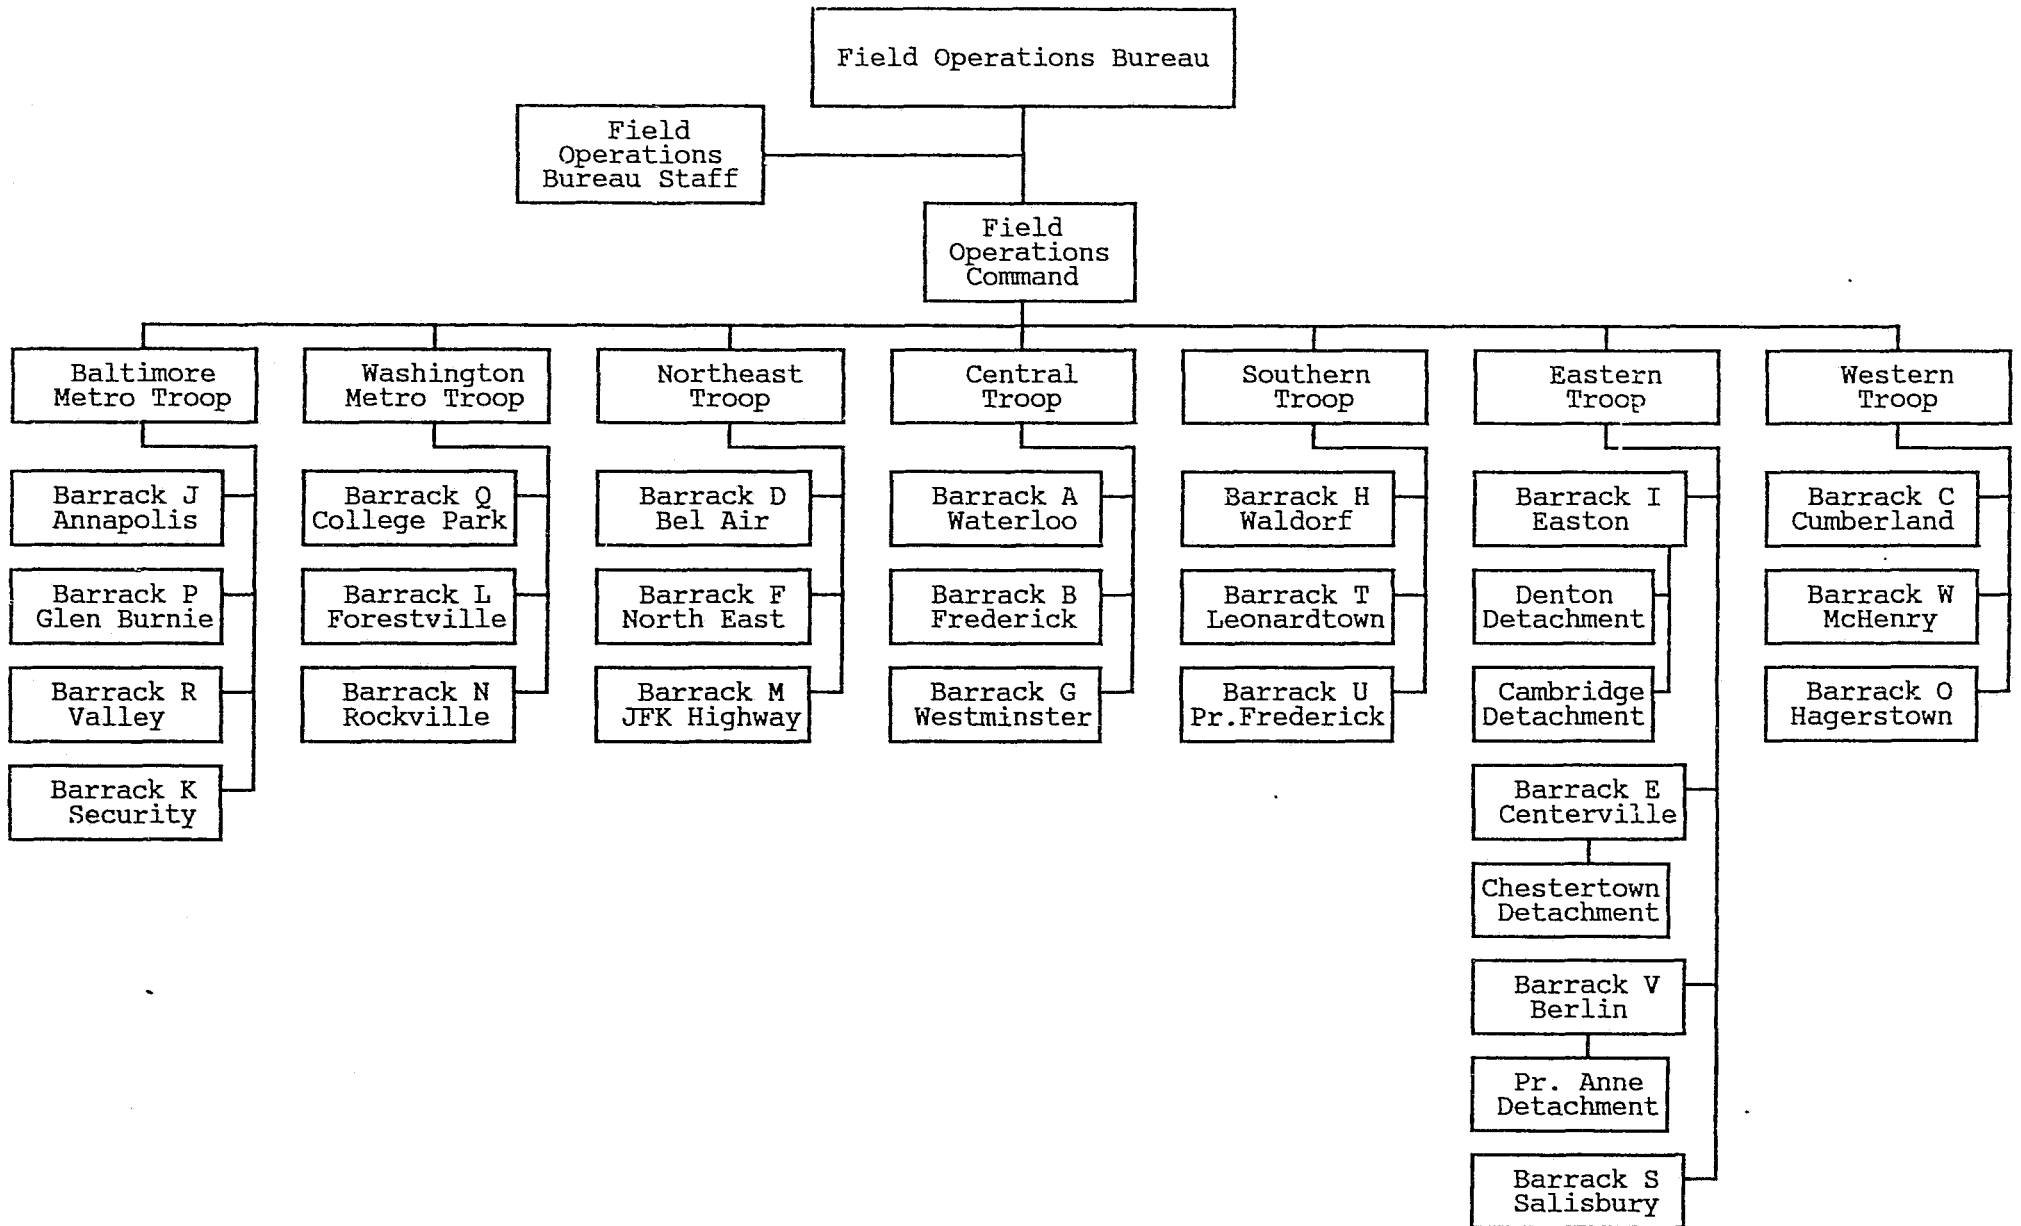 Field Operations Bureau
Field
Operations
Bureau Staff
Field
Operations
Command
Baltimore
Metro Troop
Barrack J
Annapolis
Barrack P
Glen Burnie
Barrack R
Valley
Barrack K
Security
Washington
Metro Troop
Barrack Q
College Park
Barrack L
Forestville
Barrack N
Rockville
Northeast
Troop
Barrack D
Bel Air
Barrack F
North East
Barrack M
JFK Highway
Central
Troop
Barrack A
Waterloo
Barrack B
Frederick
Barrack G
Westminster
Southern
Troop
Barrack H
Waldorf
Barrack T
Leonardtown
Barrack U
Pr.Frederick
Eastern
Troop
Barrack I
Easton
Denton
Detachment
Cambridge
Detachment
Barrack E
Centerville
Chestertown
Detachment
Barrack V
Berlin
Pr. Anne
Detachment
Barrack S
Salisbury
Western
Troop
Barrack C
Cumberland
Barrack W
McHenry
Barrack O
Hagerstown